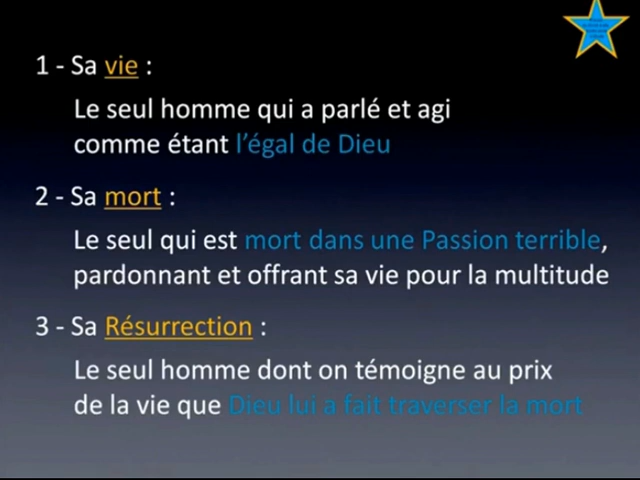 1 - Sa vie :
Le seul homme qui a parlé et agi
comme étant l'égal de Dieu
2 - Sa mort :
Le seul qui est mort dans une Passion terrible,
pardonnant et offrant sa vie pour la multitude
3 - Sa Résurrection :
Le seul homme dont on témoigne au prix
de la vie que Dieu lui a fait traverser la mort